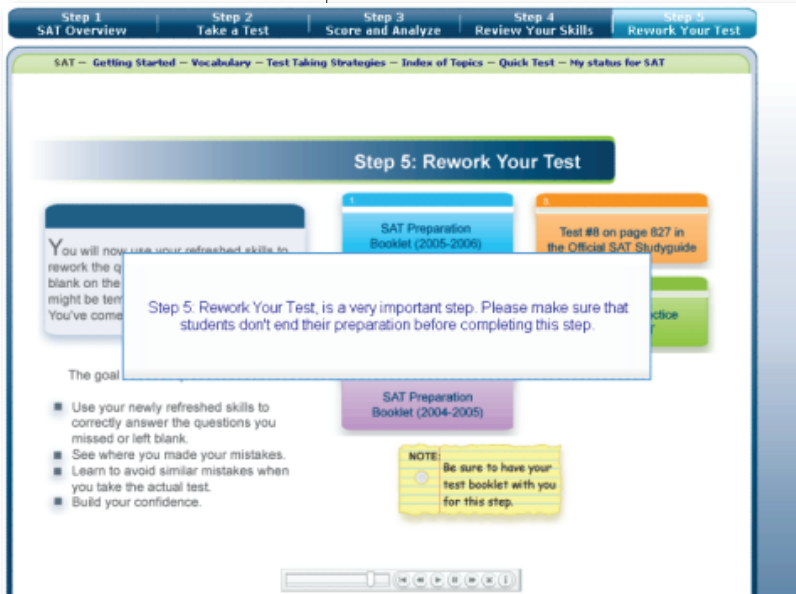 Step 1
SAT Overview
Step 2
Take a Test
Step 3
Score and Analyze
Step 4
Review Your Skills
Step 5
Rework Your Test
SAT – Getting Started – Vocabulary – Test Taking Strategies – Index of Topics – Quick Test – My status for SAT
Step 5: Rework Your Test
You will now use your refreshed skills to
rework the q
blank on the
might be tem
You've come
1.
SAT Preparation
Booklet (2005-2006)
3.
Test #8 on page 827 in
the Official SAT Studyguide
ctice
Step 5: Rework Your Test, is a very important step. Please make sure that
students don't end their preparation before completing this step.
The goal
Use your newly refreshed skills to
correctly answer the questions you
missed or left blank.
See where you made your mistakes.
Learn to avoid similar mistakes when
you take the actual test.
Build your confidence.
SAT Preparation
Booklet (2004-2005)
NOTE:
Be sure to have your
test booklet with you
for this step.